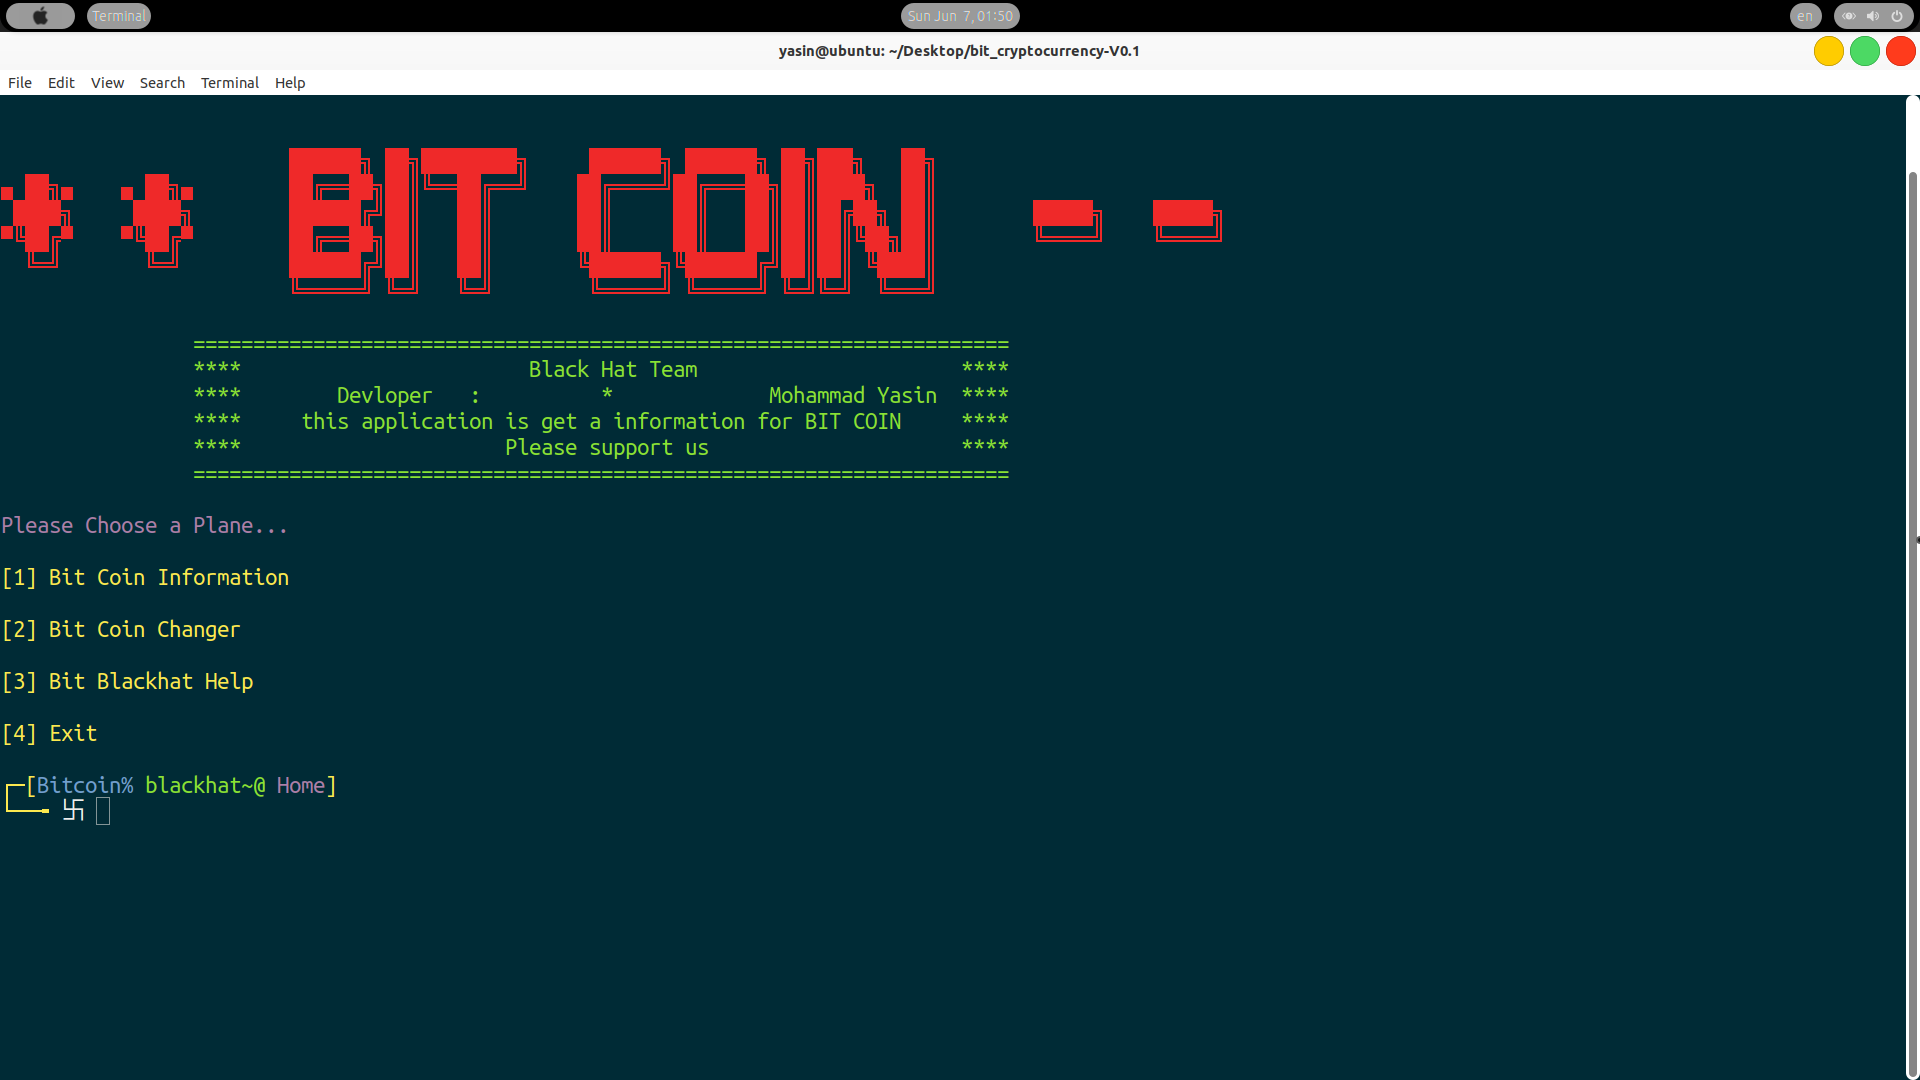 Terminal
Sun Jun 7, 01:50
en
yasin@ubuntu: ~/Desktop/bit_cryptocurrency-V0.1
File Edit View Search Terminal Help
** BIT COIN --
====================================================================
**** Black Hat Team ****
**** Devloper : * Mohammad Yasin ****
**** this application is get a information for BIT COIN ****
**** Please support us ****
====================================================================
Please Choose a Plane...
[1] Bit Coin Information
[2] Bit Coin Changer
[3] Bit Blackhat Help
[4] Exit
┌─[Bitcoin% blackhat~@ Home]
└──╼ 卐